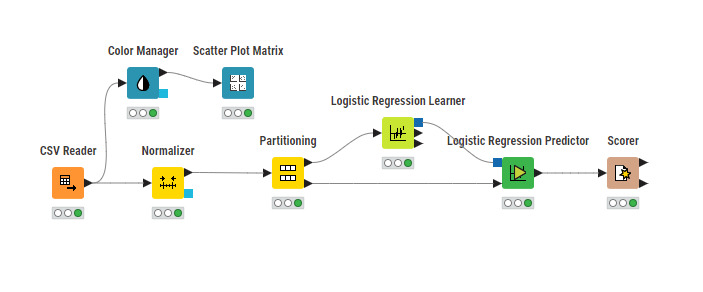 Color Manager
Scatter Plot Matrix
Logistic Regression Learner
CSV Reader
Normalizer
Partitioning
Logistic Regression Predictor
Scorer